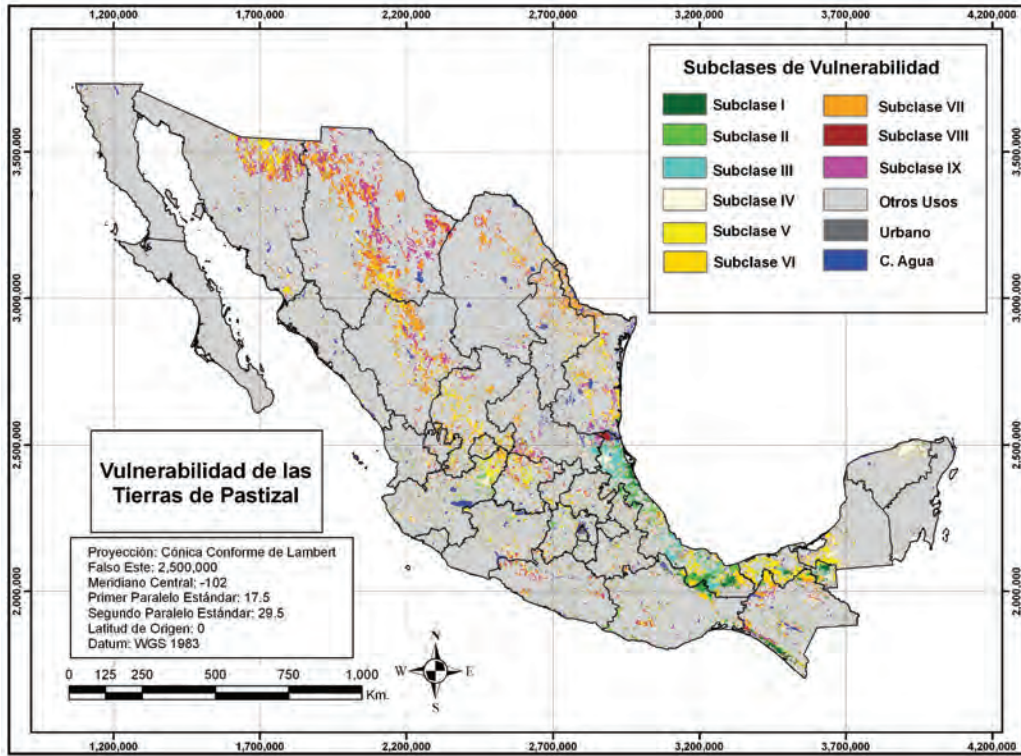 1,200,000 1,700,000 2,200,000 2,700,000 3,200,000 3,700,000 4,200,000
Subclases de Vulnerabilidad
Subclase I
Subclase II
Subclase III
Subclase IV
Subclase V
Subclase VI
Subclase VII
Subclase VIII
Subclase IX
Otros Usos
Urbano
C. Agua
3,500,000 3,500,000
3,000,000 3,000,000
2,500,000 2,500,000
2,000,000 2,000,000
Vulnerabilidad de las
Tierras de Pastizal
Proyección: Cónica Conforme de Lambert
Falso Este: 2,500,000
Meridiano Central: -102
Primer Paralelo Estándar: 17.5
Segundo Paralelo Estándar: 29.5
Latitud de Origen: 0
Datum: WGS 1983
N
W E
S
0 125 250 500 750 1,000
Km.
1,200,000 1,700,000 2,200,000 2,700,000 3,200,000 3,700,000 4,200,000